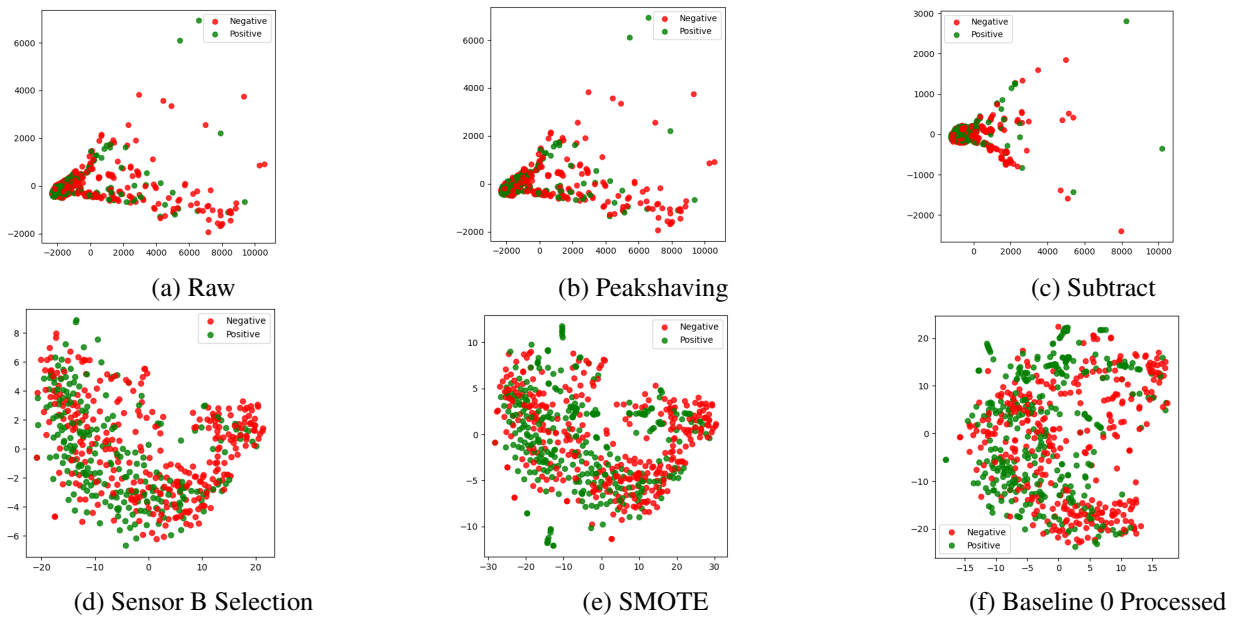 Negative
Positive
6000
4000
2000
0
−2000
−2000 0 2000 4000 6000 8000 10000
(a) Raw
Negative
Positive
6000
4000
2000
0
−2000
−2000 0 2000 4000 6000 8000 10000
(b) Peakshaving
Negative
Positive
3000
2000
1000
0
−1000
−2000
0 2000 4000 6000 8000 10000
(c) Subtract
Negative
Positive
8
6
4
2
0
−2
−4
−6
−20 −10 0 10 20
(d) Sensor B Selection
Negative
Positive
10
5
0
−5
−10
−30 −20 −10 0 10 20 30
(e) SMOTE
20
10
0
−10
−20
Negative
Positive
−15 −10 −5 0 5 10 15
(f) Baseline 0 Processed